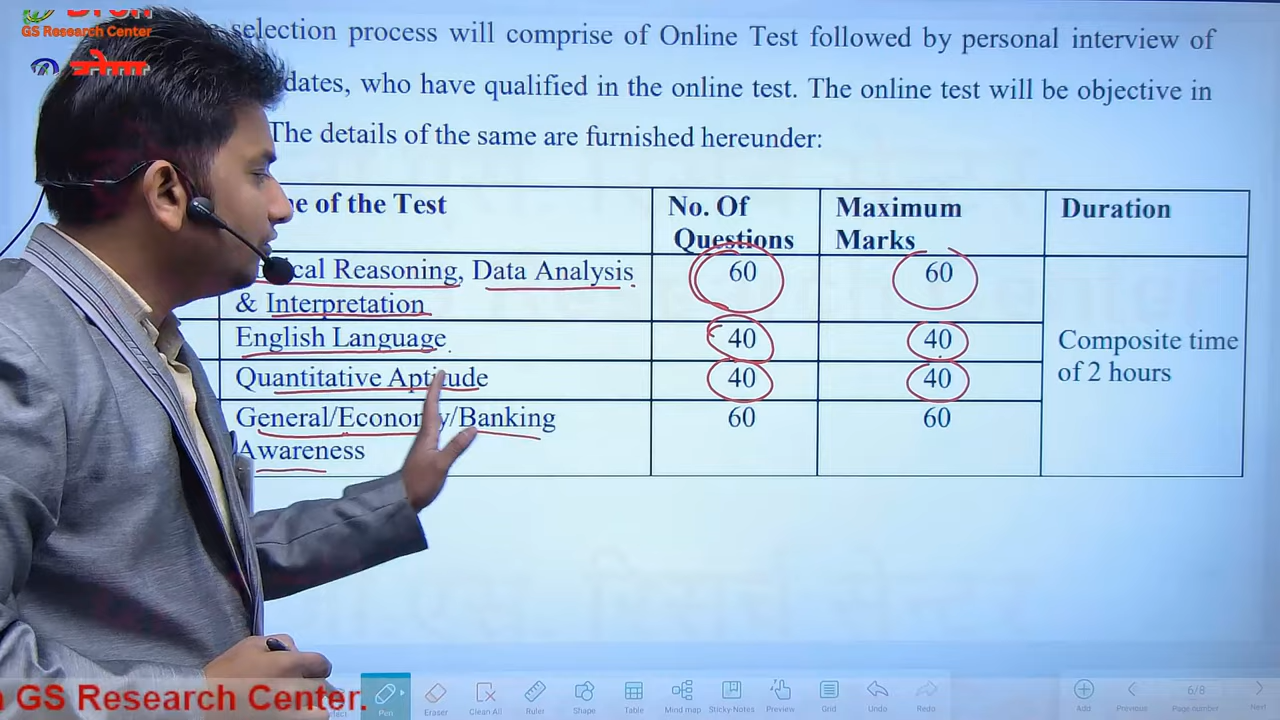 GS Research Center
selection process will comprise of Online Test followed by personal interview of
dates, who have qualified in the online test. The online test will be objective in
The details of the same are furnished hereunder:
of the Test
No. Of Questions
Maximum Marks
Duration
Reasoning, Data Analysis & Interpretation
60
60
Composite time of 2 hours
English Language
40
40
Quantitative Aptitude
40
40
General/Economy/Banking Awareness
60
60
GS Research Center.
Pen
Eraser
Clean All
Ruler
Shape
Table
Mind map
Sticky Notes
Preview
Grid
Undo
Redo
Add
Previous
6/8
Page number
Next